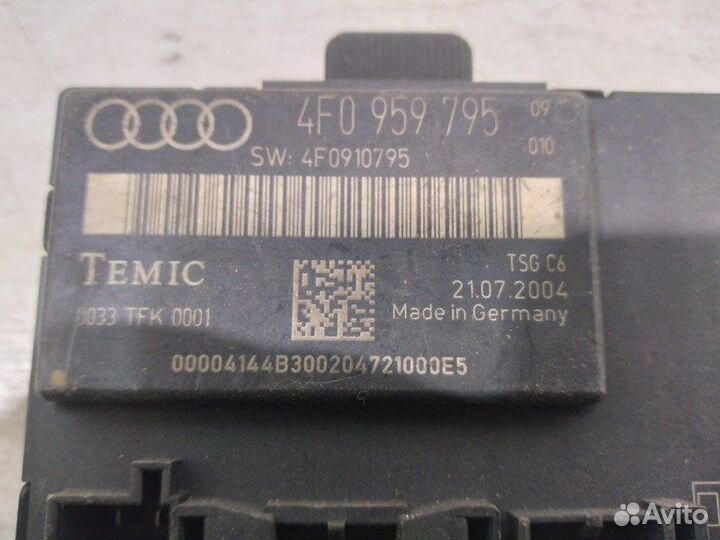 4F0 959 795 09
010
SW: 4F0910795
TEMIC
TSG C6
21.07.2004
0033 TFK 0001
Made in Germany
00004144B300204721000E5
Avito